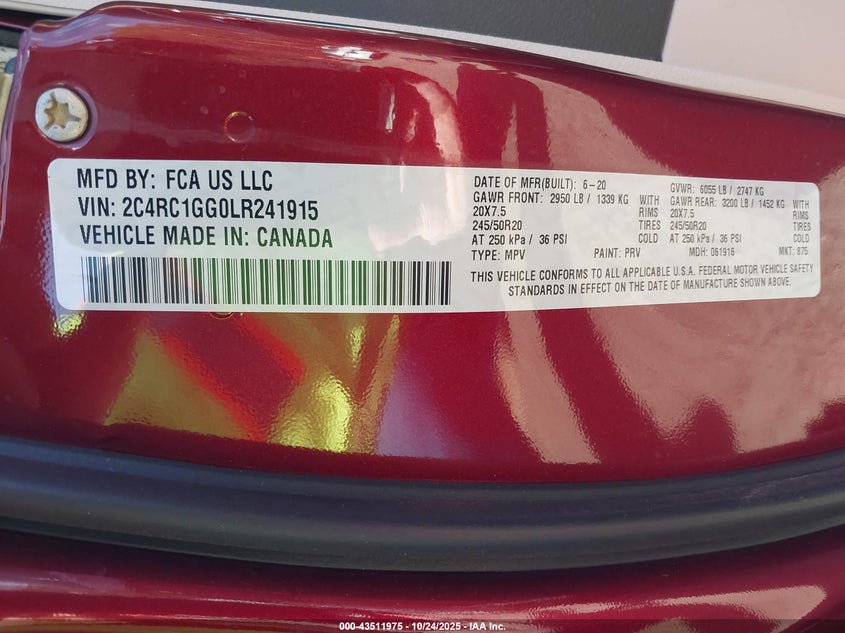 MFD BY: FCA US LLC
VIN: 2C4RC1GG0LR241915
VEHICLE MADE IN: CANADA
DATE OF MFR(BUILT): 6-20
GAWR FRONT: 2950 LB / 1339 KG WITH
20X7.5 RIMS
245/50R20 TIRES
AT 250 kPa / 36 PSI COLD
TYPE: MPV PAINT: PRV
GVWR: 6055 LB / 2747 KG
GAWR REAR: 3200 LB / 1452 KG WITH
20X7.5 RIMS
245/50R20 TIRES
AT 250 kPa / 36 PSI COLD
MDH: 061916 MKT: 875
THIS VEHICLE CONFORMS TO ALL APPLICABLE U.S.A. FEDERAL MOTOR VEHICLE SAFETY
STANDARDS IN EFFECT ON THE DATE OF MANUFACTURE SHOWN ABOVE.
000-43511975 - 10/24/2025 - IAA Inc.